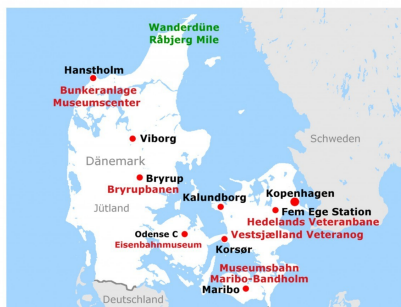 Wanderdüne
Råbjerg Mile
Hanstholm
Bunkeranlage
Museumscenter
Viborg
Schweden
Dänemark
Bryrup
Bryrupbanen
Jütland
Kalundborg
Kopenhagen
Fem Ege Station
Hedelands Veteranbane
Vestsjælland Veteranog
Odense C
Eisenbahnmuseum
Korsør
Museumsbahn
Maribo-Bandholm
Maribo
Deutschland